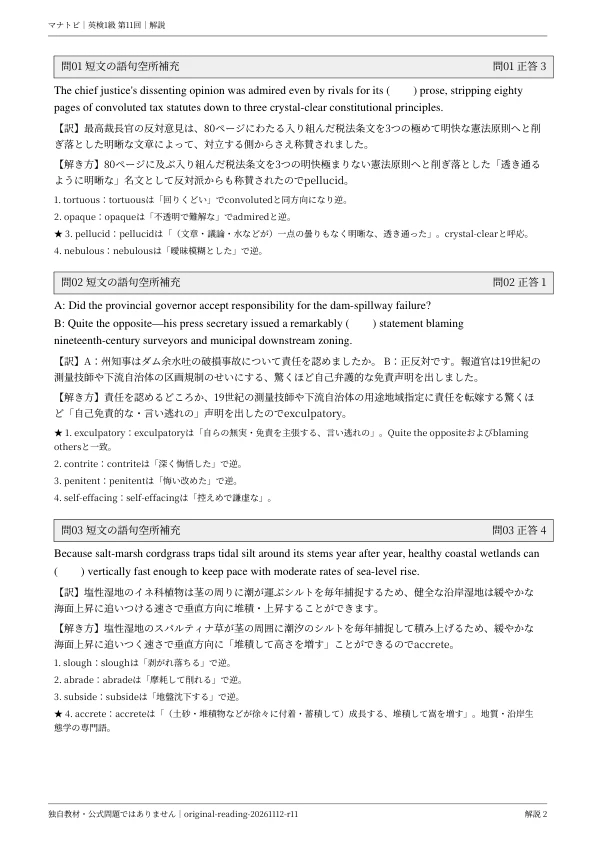 マナトビ｜英検1級 第11回｜解説
問01 短文の語句空所補充 問01 正答 3
The chief justice's dissenting opinion was admired even by rivals for its (　　) prose, stripping eighty
pages of convoluted tax statutes down to three crystal-clear constitutional principles.
【訳】最高裁長官の反対意見は、80ページにわたる入り組んだ税法条文を3つの極めて明快な憲法原則へと削
ぎ落とした明晰な文章によって、対立する側からさえ称賛されました。
【解き方】80ページに及ぶ入り組んだ税法条文を3つの明快極まりない憲法原則へと削ぎ落とした「透き通る
ように明晰な」名文として反対派からも称賛されたのでpellucid。
1. tortuous：tortuousは「回りくどい」でconvolutedと同方向になり逆。
2. opaque：opaqueは「不透明で難解な」でadmiredと逆。
★ 3. pellucid：pellucidは「（文章・議論・水などが）一点の曇りもなく明晰な、透き通った」。crystal-clearと呼応。
4. nebulous：nebulousは「曖昧模糊とした」で逆。
問02 短文の語句空所補充 問02 正答 1
A: Did the provincial governor accept responsibility for the dam-spillway failure?
B: Quite the opposite—his press secretary issued a remarkably (　　) statement blaming
nineteenth-century surveyors and municipal downstream zoning.
【訳】A：州知事はダム余水吐の破損事故について責任を認めましたか。 B：正反対です。報道官は19世紀の
測量技師や下流自治体の区画規制のせいにする、驚くほど自己弁護的な免責声明を出しました。
【解き方】責任を認めるどころか、19世紀の測量技師や下流自治体の用途地域指定に責任を転嫁する驚くほ
ど「自己免責的な・言い逃れの」声明を出したのでexculpatory。
★ 1. exculpatory：exculpatoryは「自らの無実・免責を主張する、言い逃れの」。Quite the oppositeおよびblaming
othersと一致。
2. contrite：contriteは「深く悔悟した」で逆。
3. penitent：penitentは「悔い改めた」で逆。
4. self-effacing：self-effacingは「控えめで謙虚な」。
問03 短文の語句空所補充 問03 正答 4
Because salt-marsh cordgrass traps tidal silt around its stems year after year, healthy coastal wetlands can
(　　) vertically fast enough to keep pace with moderate rates of sea-level rise.
【訳】塩性湿地のイネ科植物は茎の周りに潮が運ぶシルトを毎年捕捉するため、健全な沿岸湿地は緩やかな
海面上昇に追いつける速さで垂直方向に堆積・上昇することができます。
【解き方】塩性湿地のスパルティナ草が茎の周囲に潮汐のシルトを毎年捕捉して積み上げるため、緩やかな
海面上昇に追いつく速さで垂直方向に「堆積して高さを増す」ことができるのでaccrete。
1. slough：sloughは「剥がれ落ちる」で逆。
2. abrade：abradeは「摩耗して削れる」で逆。
3. subside：subsideは「地盤沈下する」で逆。
★ 4. accrete：accreteは「（土砂・堆積物などが徐々に付着・蓄積して）成長する、堆積して嵩を増す」。地質・沿岸生
態学の専門語。
独自教材・公式問題ではありません｜original-reading-20261112-r11 解説 2